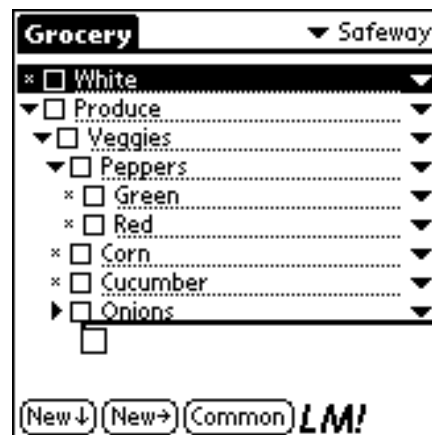 Grocery Safeway
White
Produce
Veggies
Peppers
Green
Red
Corn
Cucumber
Onions
New↓ New→ Common LM!